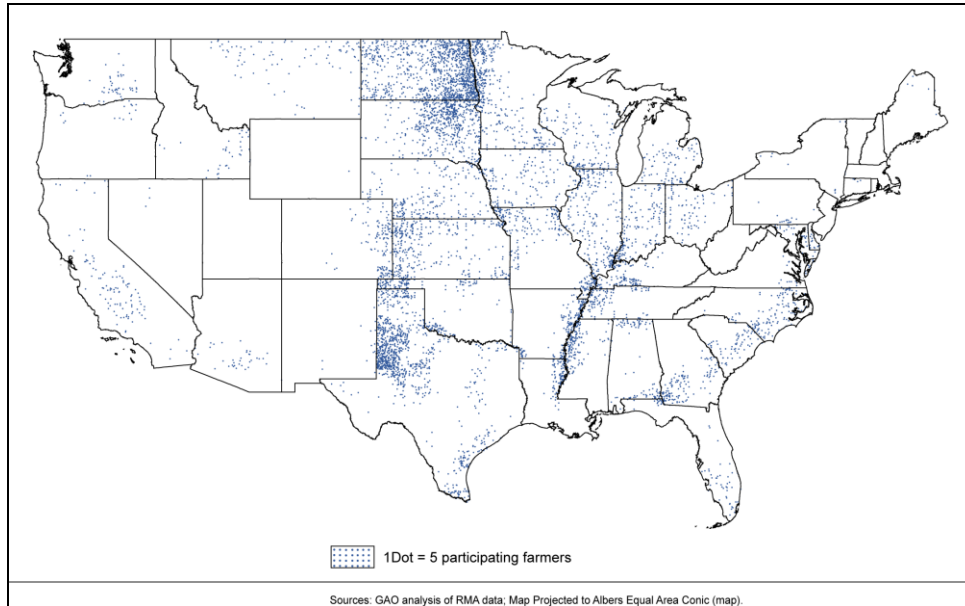 1Dot = 5 participating farmers
Sources: GAO analysis of RMA data; Map Projected to Albers Equal Area Conic (map).